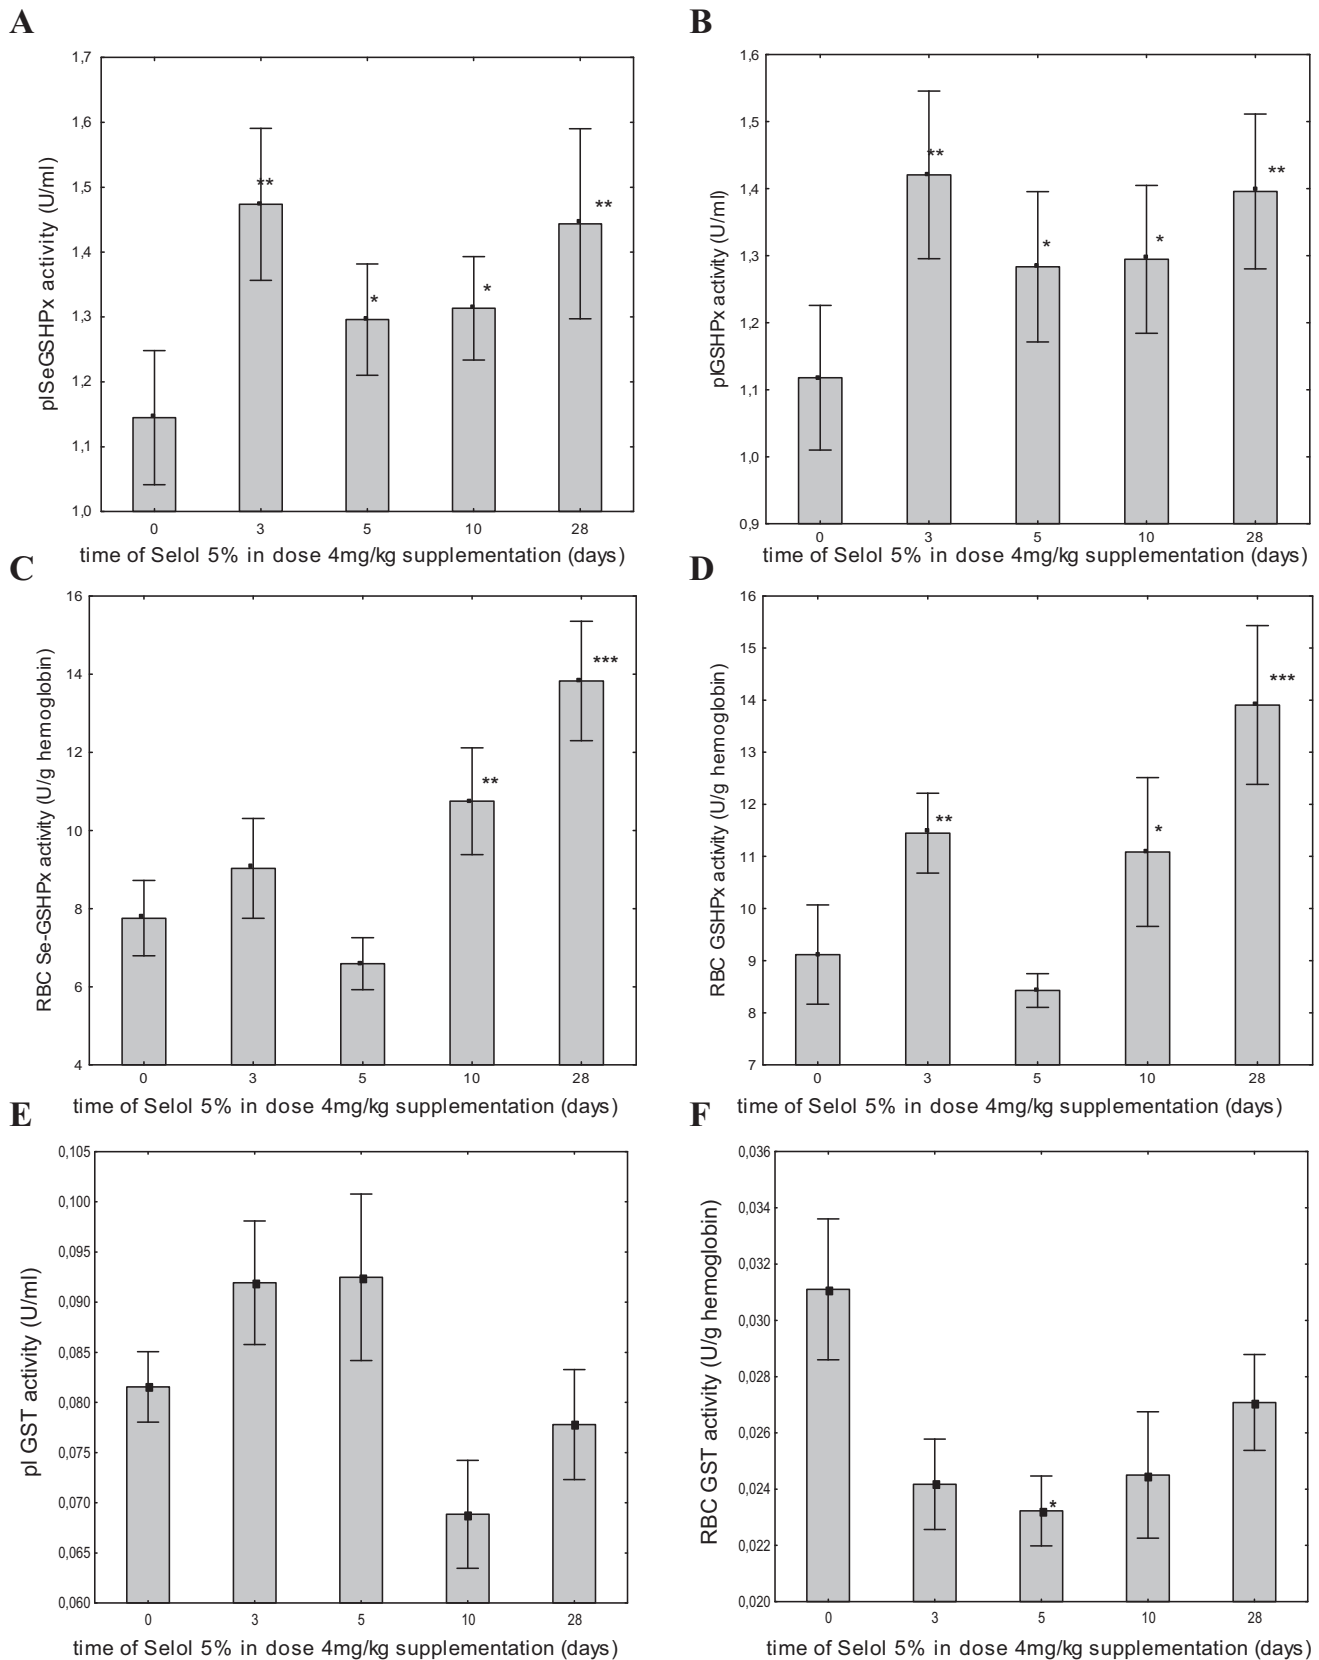 A
plSeGSHPx activity (U/ml)
1,7
1,6
1,5
1,4
1,3
1,2
1,1
1,0
**
*
*
**
0 3 5 10 28
time of Selol 5% in dose 4mg/kg supplementation (days)
B
plGSHPx activity (U/ml)
1,6
1,5
1,4
1,3
1,2
1,1
1,0
0,9
**
*
*
**
0 3 5 10 28
time of Selol 5% in dose 4mg/kg supplementation (days)
C
RBC Se-GSHPx activity (U/g hemoglobin)
16
14
12
10
8
6
4
**
***
0 3 5 10 28
time of Selol 5% in dose 4mg/kg supplementation (days)
D
RBC GSHPx activity (U/g hemoglobin)
16
15
14
13
12
11
10
9
8
7
**
*
***
0 3 5 10 28
time of Selol 5% in dose 4mg/kg supplementation (days)
E
pl GST activity (U/ml)
0,105
0,100
0,095
0,090
0,085
0,080
0,075
0,070
0,065
0,060
0 3 5 10 28
time of Selol 5% in dose 4mg/kg supplementation (days)
F
RBC GST activity (U/g hemoglobin)
0,036
0,034
0,032
0,030
0,028
0,026
0,024
0,022
0,020
*
0 3 5 10 28
time of Selol 5% in dose 4mg/kg supplementation (days)